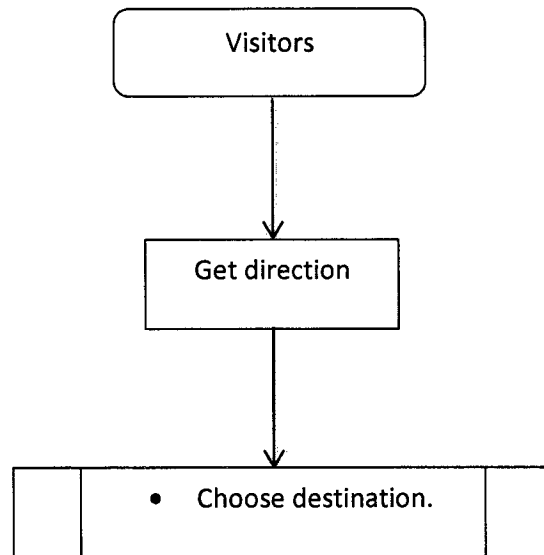 Visitors
Get direction
• Choose destination.